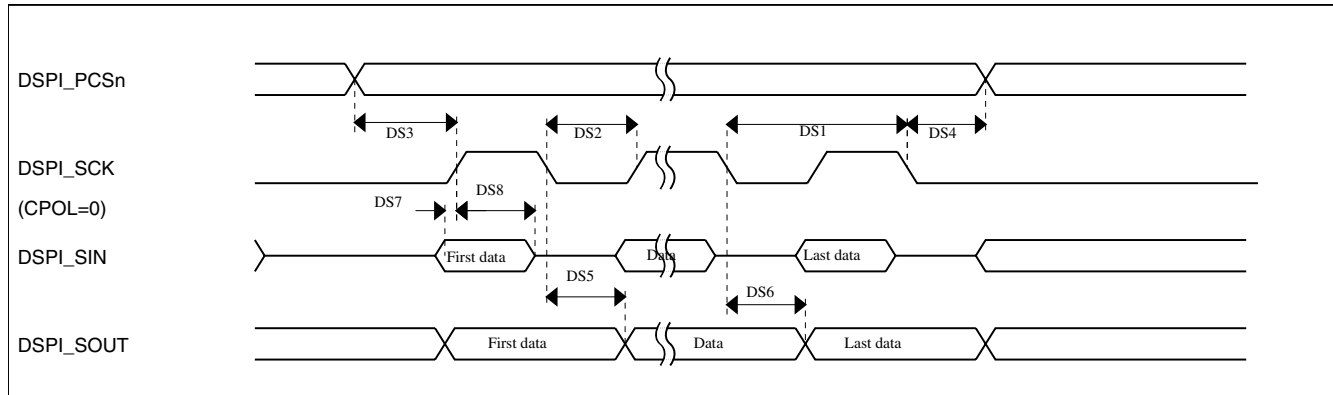 DSPI_PCSn
DS3
DS2
DS1
DS4
DSPI_SCK
(CPOL=0)
DS7
DS8
DSPI_SIN
First data
Data
Last data
DS5
DS6
DSPI_SOUT
First data
Data
Last data